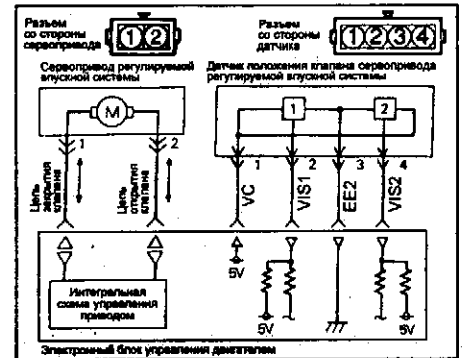 Разъем
со стороны
сервопривода
1 2
Разъем
со стороны
датчика
1 2 3 4
Сервопривод регулируемой
впускной системы
Датчик положения клапана сервопривода
регулируемой впускной системы
M
1
2
1
2
1
2
3
4
Цепь
закрытия
клапана
Цепь
открытия
клапана
VC
VIS1
EE2
VIS2
Интегральная
схема управления
приводом
5V
5V
5V
Электронный блок управления двигателем